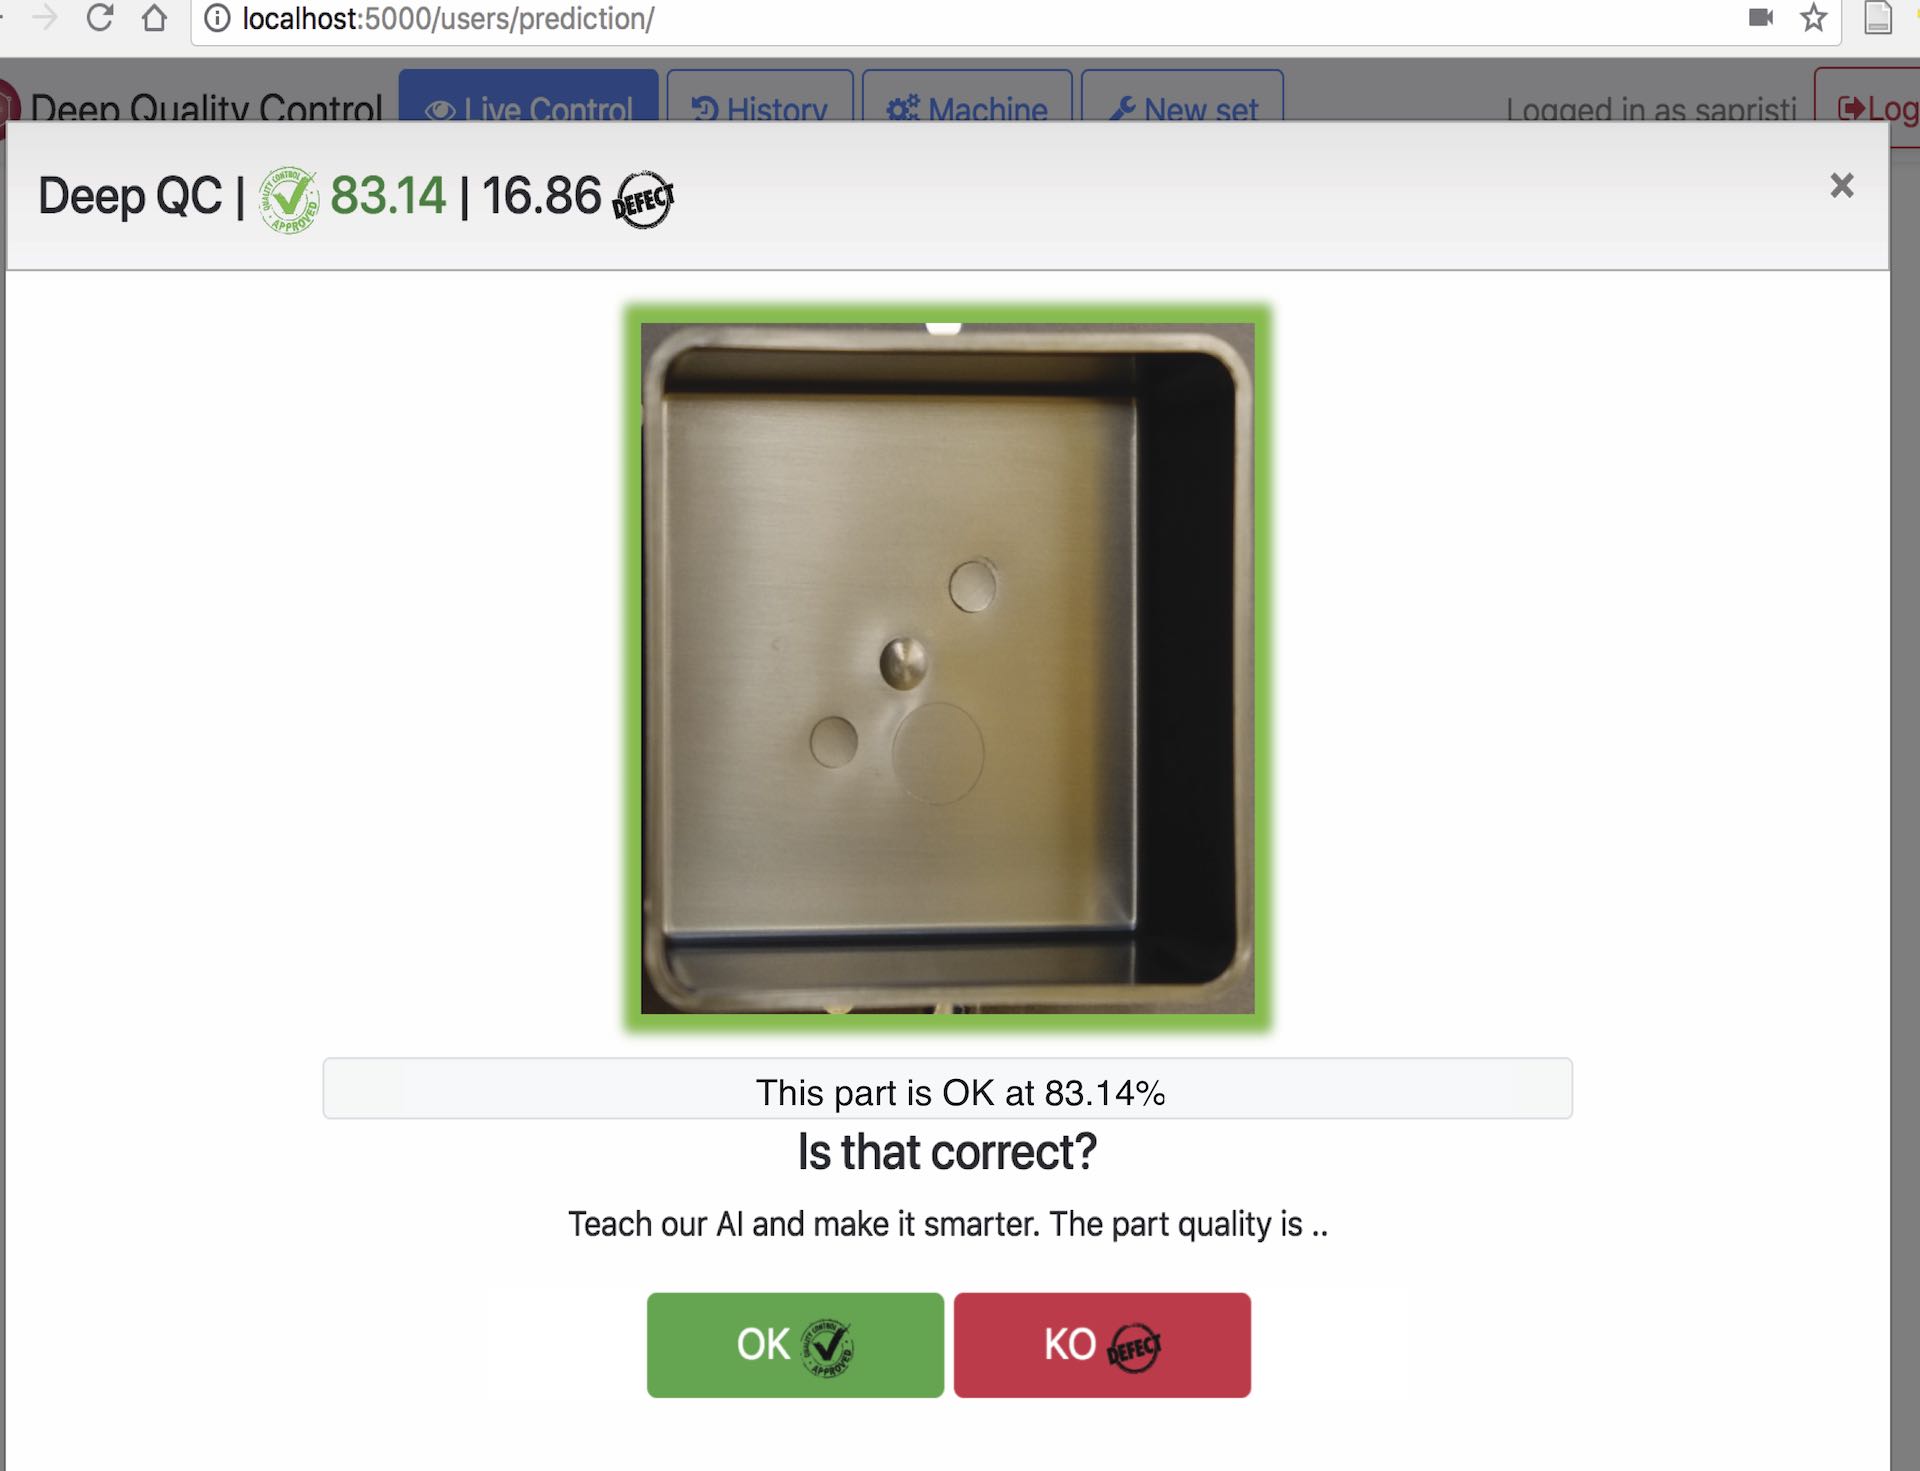 localhost:5000/users/prediction/
Deep Quality Control
Live Control
History
Machine
New set
Logged in as sapristi
Log
Deep QC | QUALITY CONTROL APPROVED 83.14 | 16.86 DEFECT
×
This part is OK at 83.14%
Is that correct?
Teach our AI and make it smarter. The part quality is ..
OK QUALITY CONTROL APPROVED
KO DEFECT